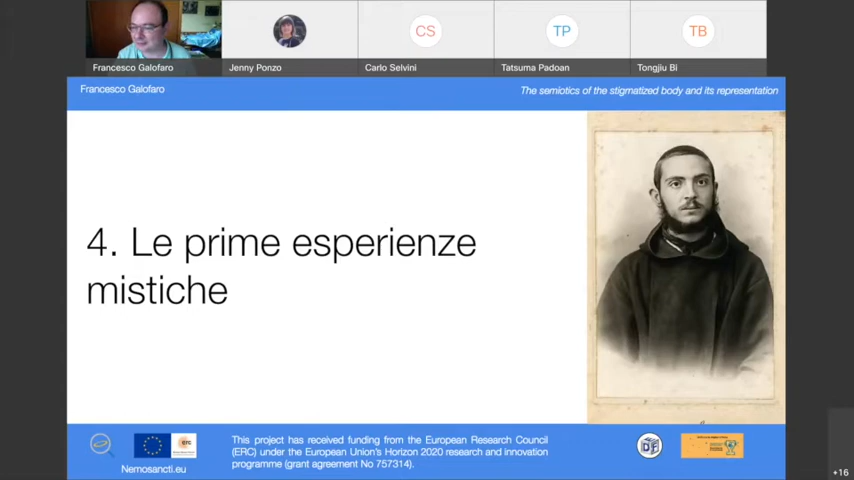 CS
TP
TB
Francesco Galofaro
Jenny Ponzo
Carlo Selvini
Tatsuma Padoan
Tongjiu Bi
Francesco Galofaro
The semiotics of the stigmatized body and its representation
4. Le prime esperienze
mistiche
This project has received funding from the European Research Council
(ERC) under the European Union's Horizon 2020 research and innovation
programme (grant agreement No 757314).
erc
Nemosancti.eu
+16